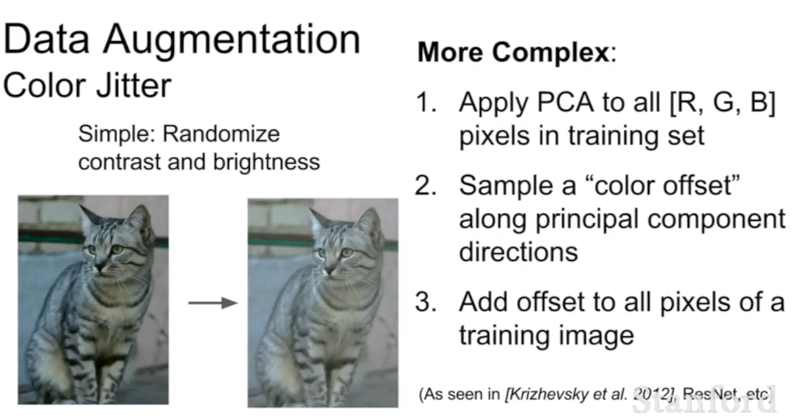 Data Augmentation
Color Jitter
Simple: Randomize
contrast and brightness
More Complex:
1. Apply PCA to all [R, G, B]
pixels in training set
2. Sample a “color offset”
along principal component
directions
3. Add offset to all pixels of a
training image
(As seen in [Krizhevsky et al. 2012], ResNet, etc)
Stanford